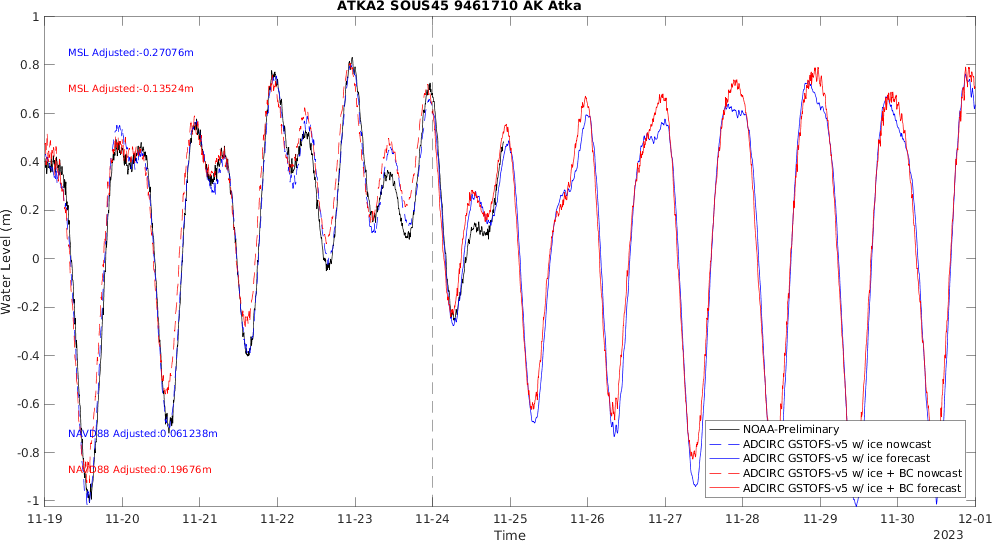 ATKA2 SOUS45 9461710 AK Atka
MSL Adjusted:-0.27076m
MSL Adjusted:-0.13524m
NAVD88 Adjusted:0.061238m
NAVD88 Adjusted:0.19676m
Water Level (m)
1
0.8
0.6
0.4
0.2
0
-0.2
-0.4
-0.6
-0.8
-1
NOAA-Preliminary
ADCIRC GSTOFS-v5 w/ ice nowcast
ADCIRC GSTOFS-v5 w/ ice forecast
ADCIRC GSTOFS-v5 w/ ice + BC nowcast
ADCIRC GSTOFS-v5 w/ ice + BC forecast
11-19 11-20 11-21 11-22 11-23 11-24 11-25 11-26 11-27 11-28 11-29 11-30 12-01
Time
2023